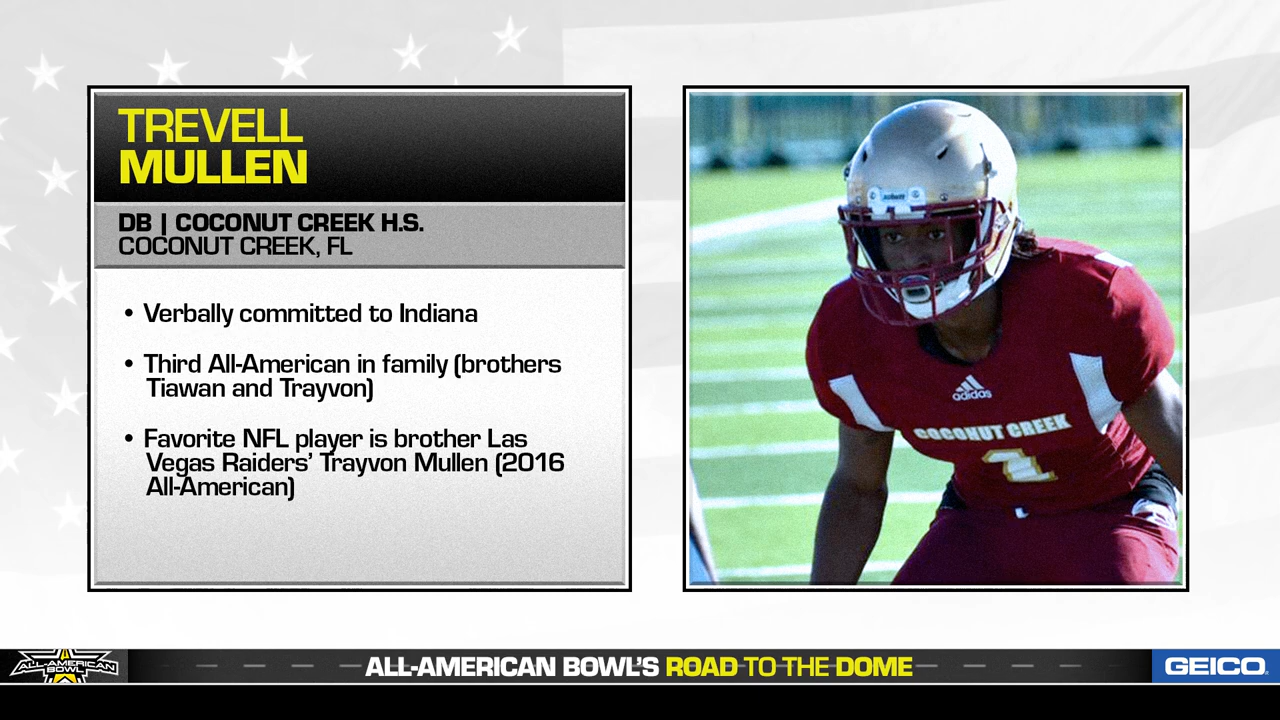 TREVELL
MULLEN
DB | COCONUT CREEK H.S.
COCONUT CREEK, FL
• Verbally committed to Indiana
• Third All-American in family (brothers
Tiawan and Trayvon)
• Favorite NFL player is brother Las
Vegas Raiders’ Trayvon Mullen (2016
All-American)
adidas
COCONUT CREEK
ALL-AMERICAN
BOWL
ALL-AMERICAN BOWL'S ROAD TO THE DOME
GEICO